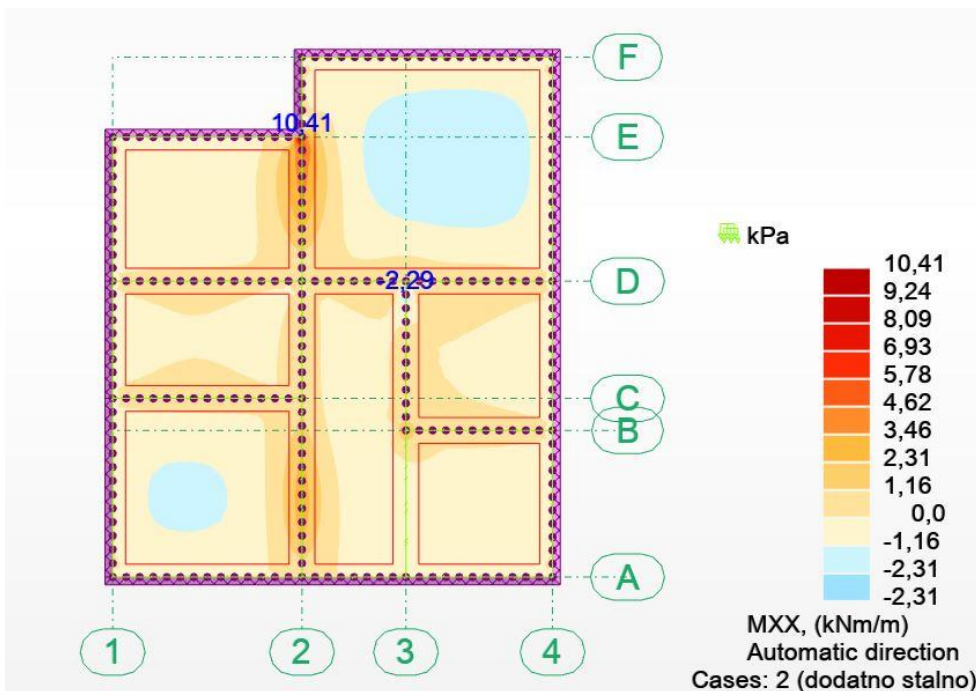 F
10,41
E
kPa
10,41
9,24
8,09
6,93
5,78
4,62
3,46
2,31
1,16
0,0
-1,16
-2,31
-2,31
-2,29
D
C
B
A
MXX, (kNm/m)
Automatic direction
Cases: 2 (dodatno stalno)
1
2
3
4